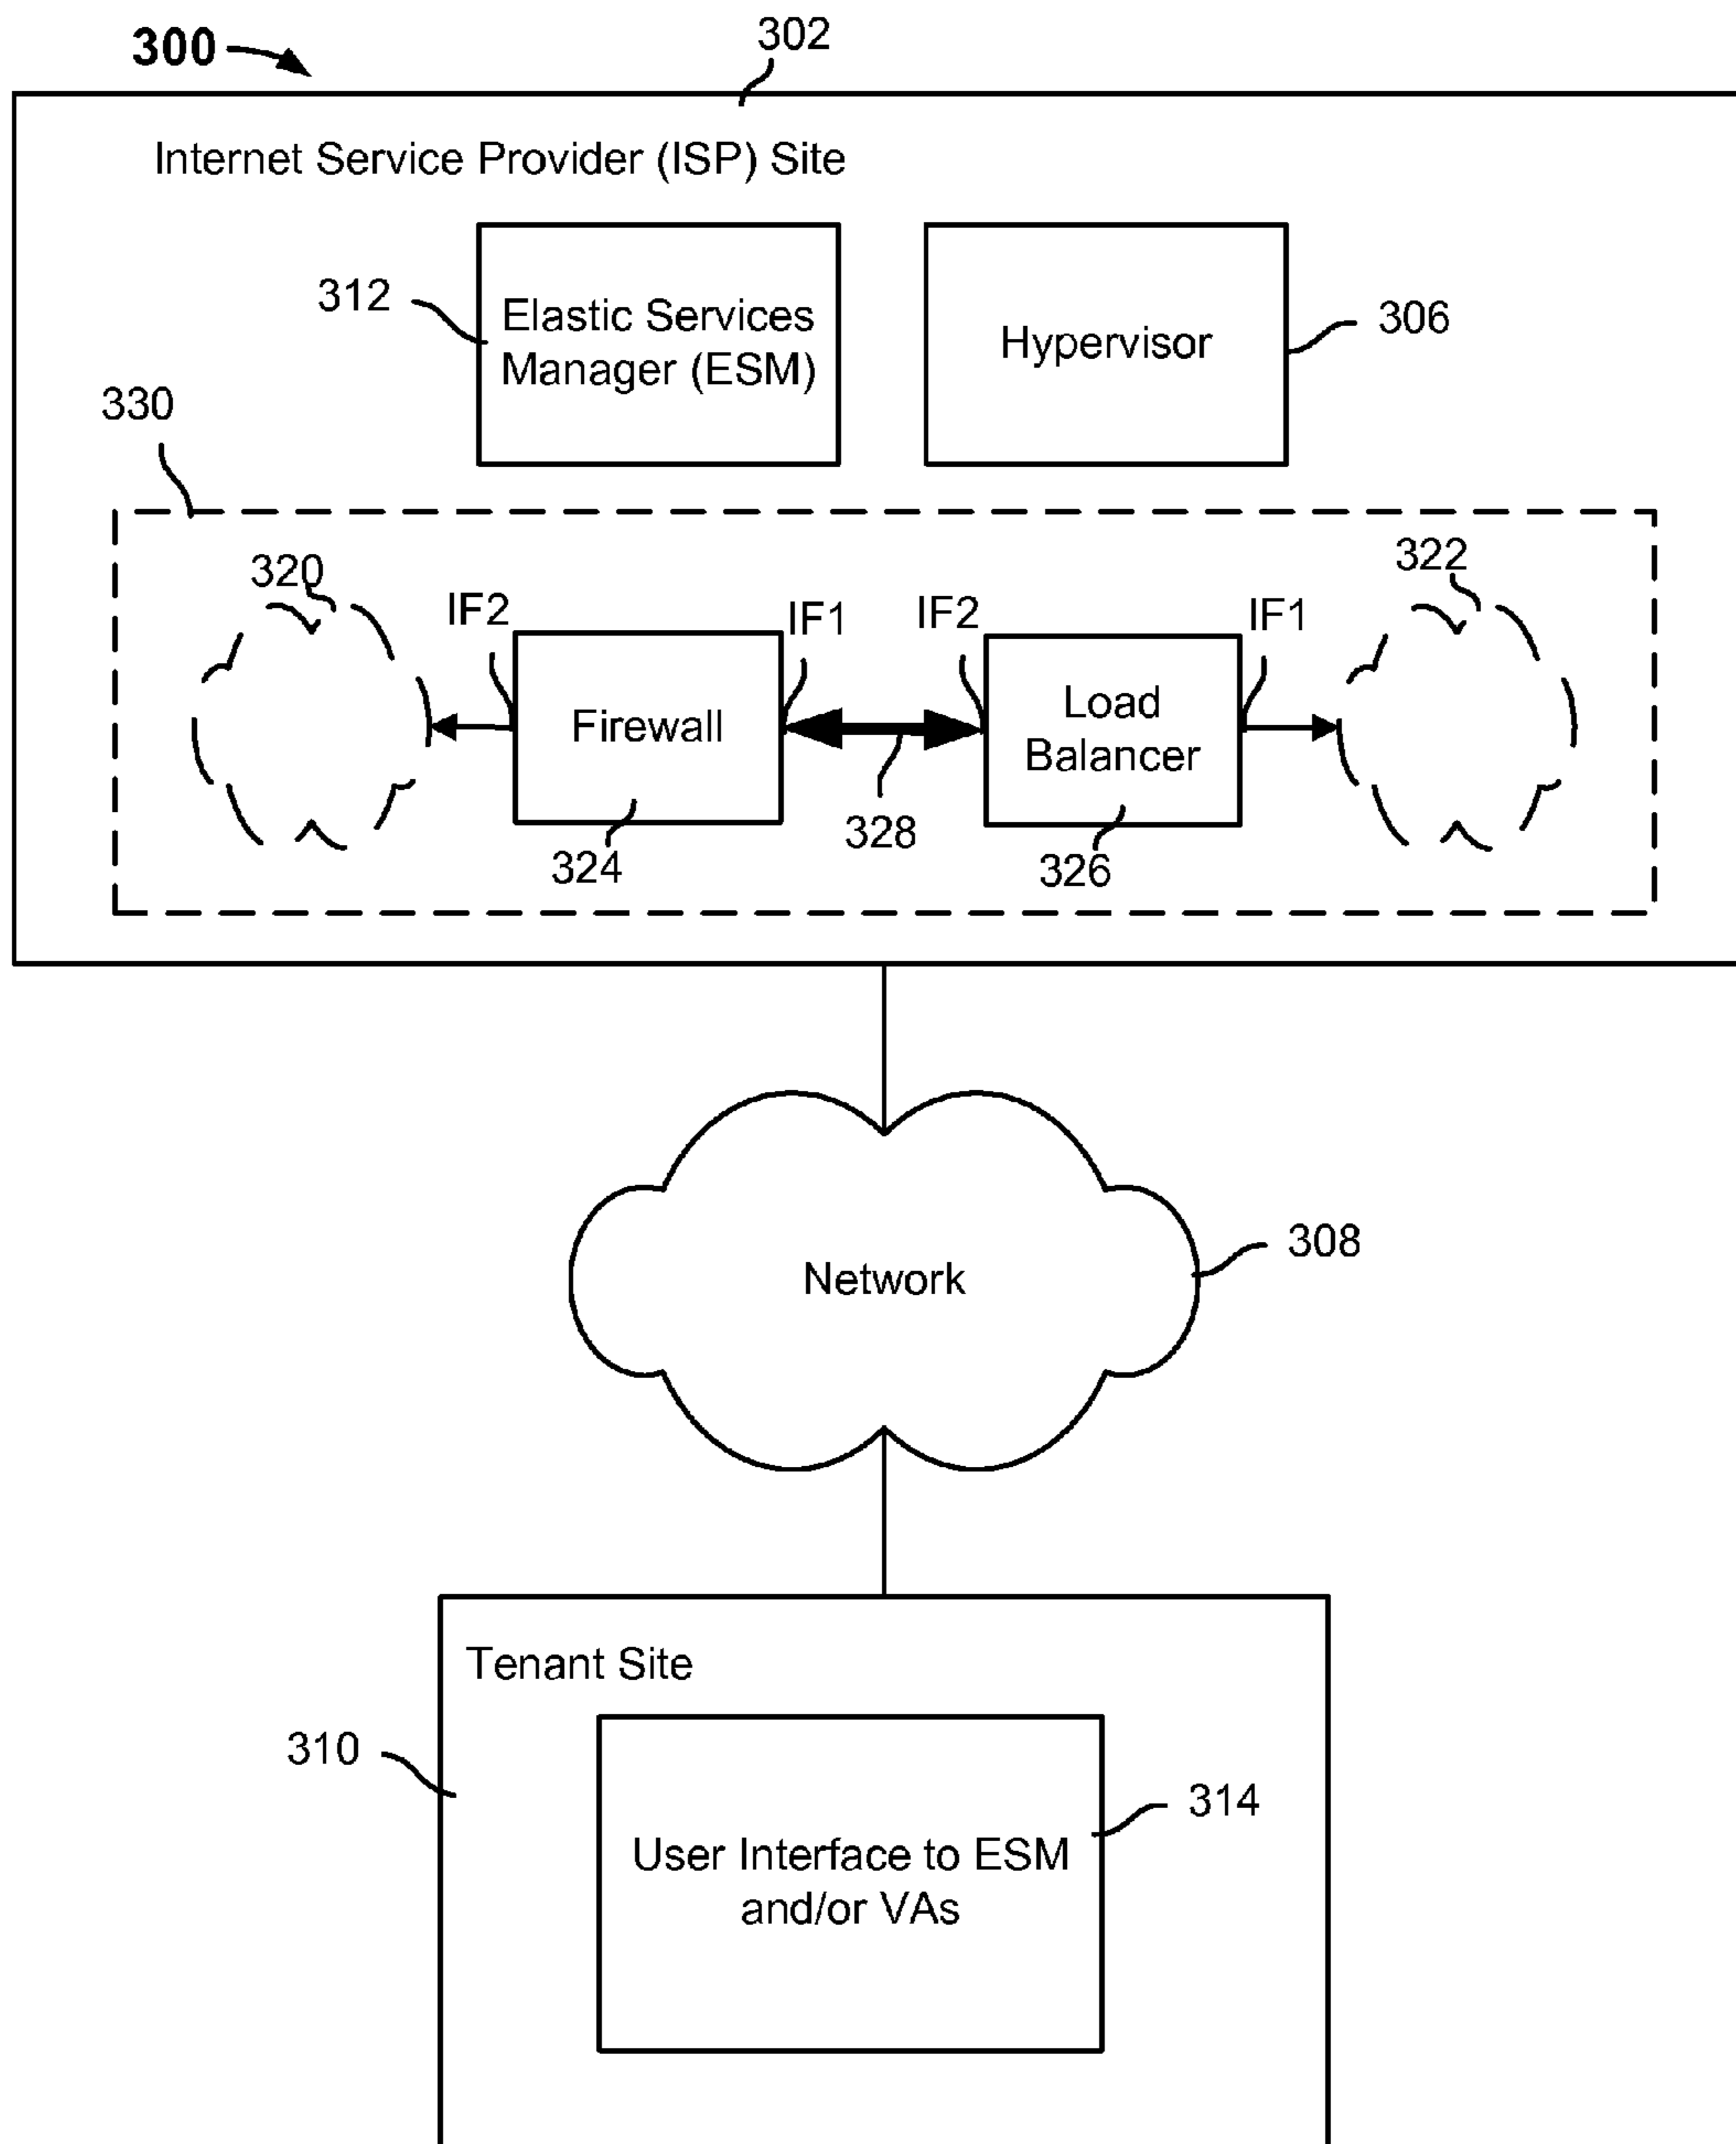 300
302
Internet Service Provider (ISP) Site
312
Elastic Services
Manager (ESM)
Hypervisor
306
330
320
322
IF2
IF1
IF2
IF1
Firewall
Load
Balancer
324
328
326
Network
308
Tenant Site
310
314
User Interface to ESM
and/or VAs